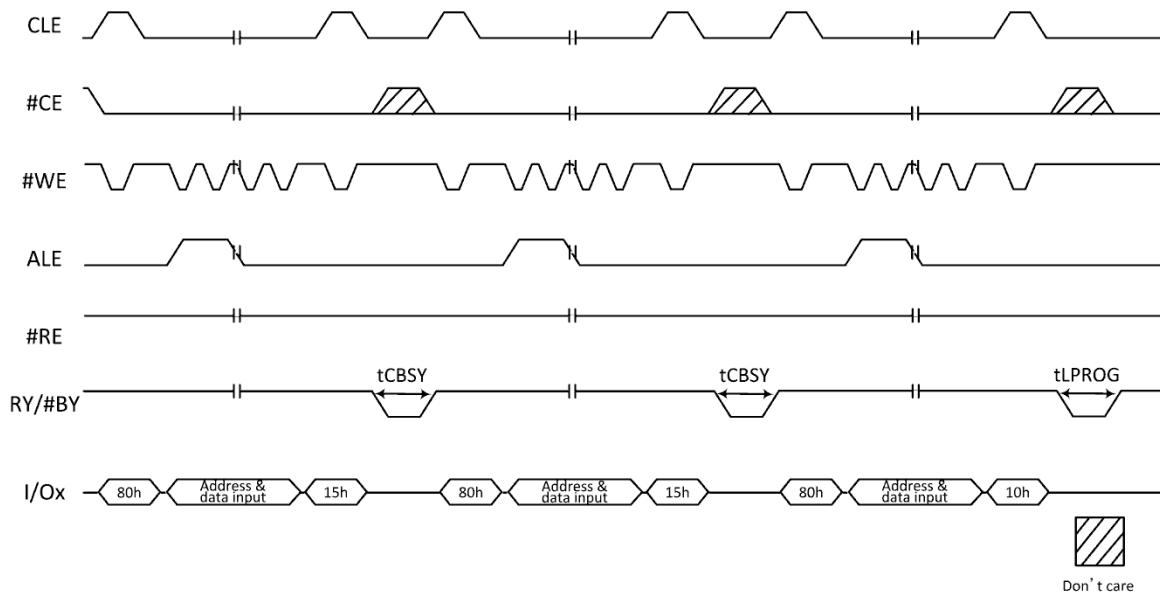 CLE
#CE
#WE
ALE
#RE
tCBSY tCBSY tLPROG
RY/#BY
I/Ox 80h Address & data input 15h 80h Address & data input 15h 80h Address & data input 10h
Don't care